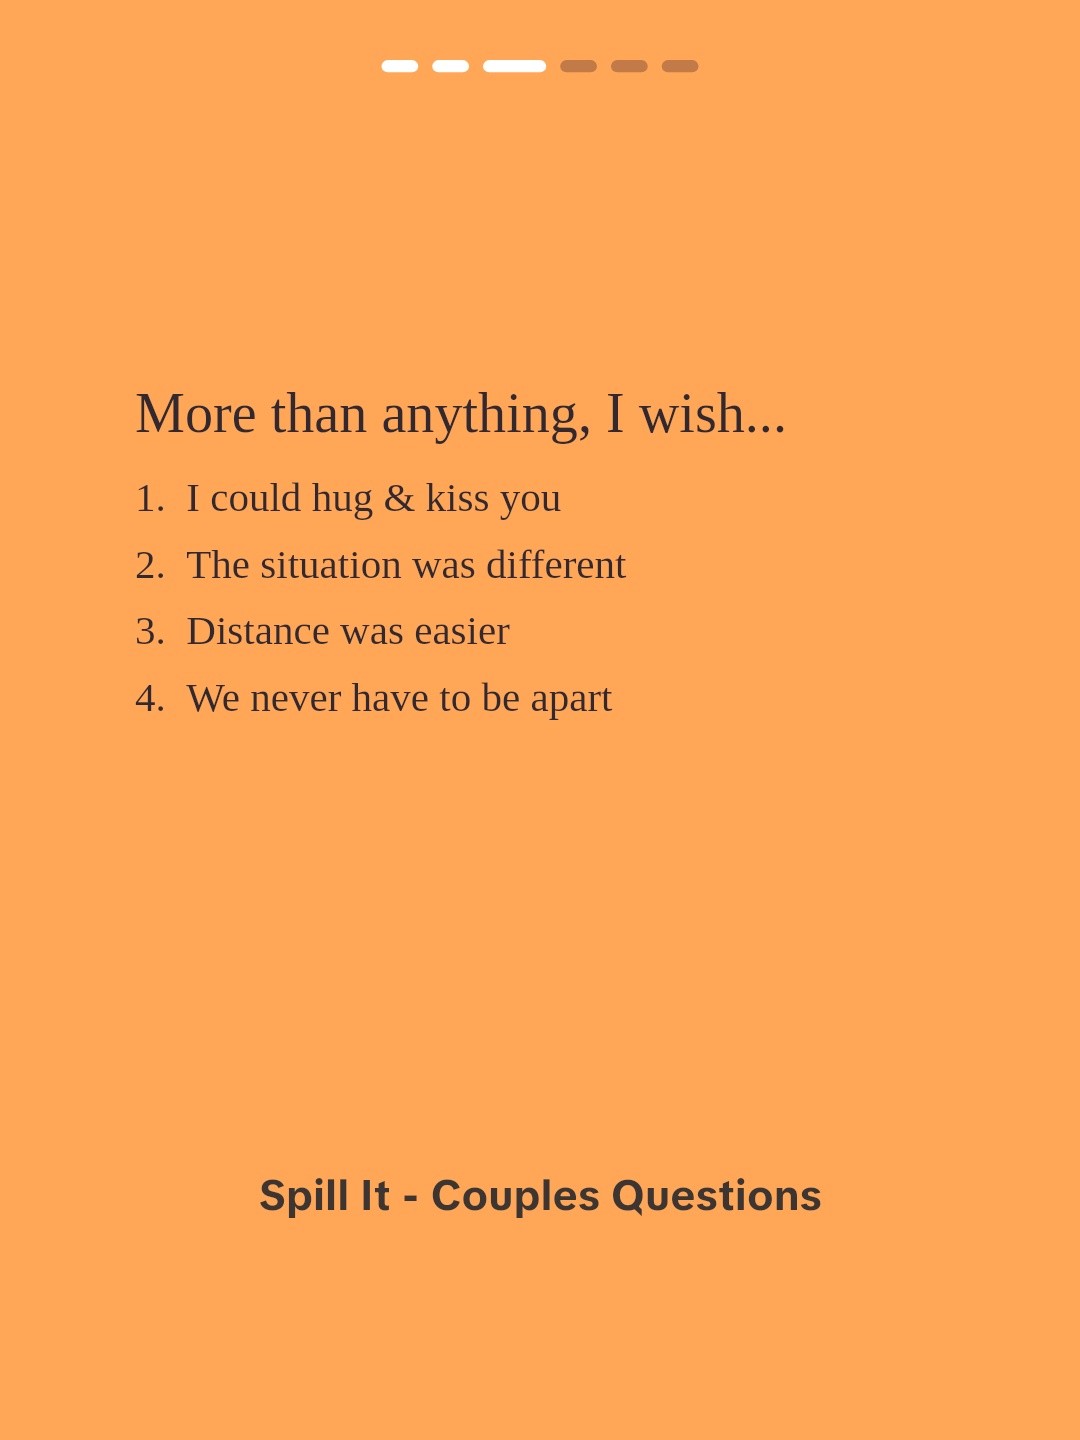 More than anything, I wish...
1. I could hug & kiss you
2. The situation was different
3. Distance was easier
4. We never have to be apart
Spill It - Couples Questions